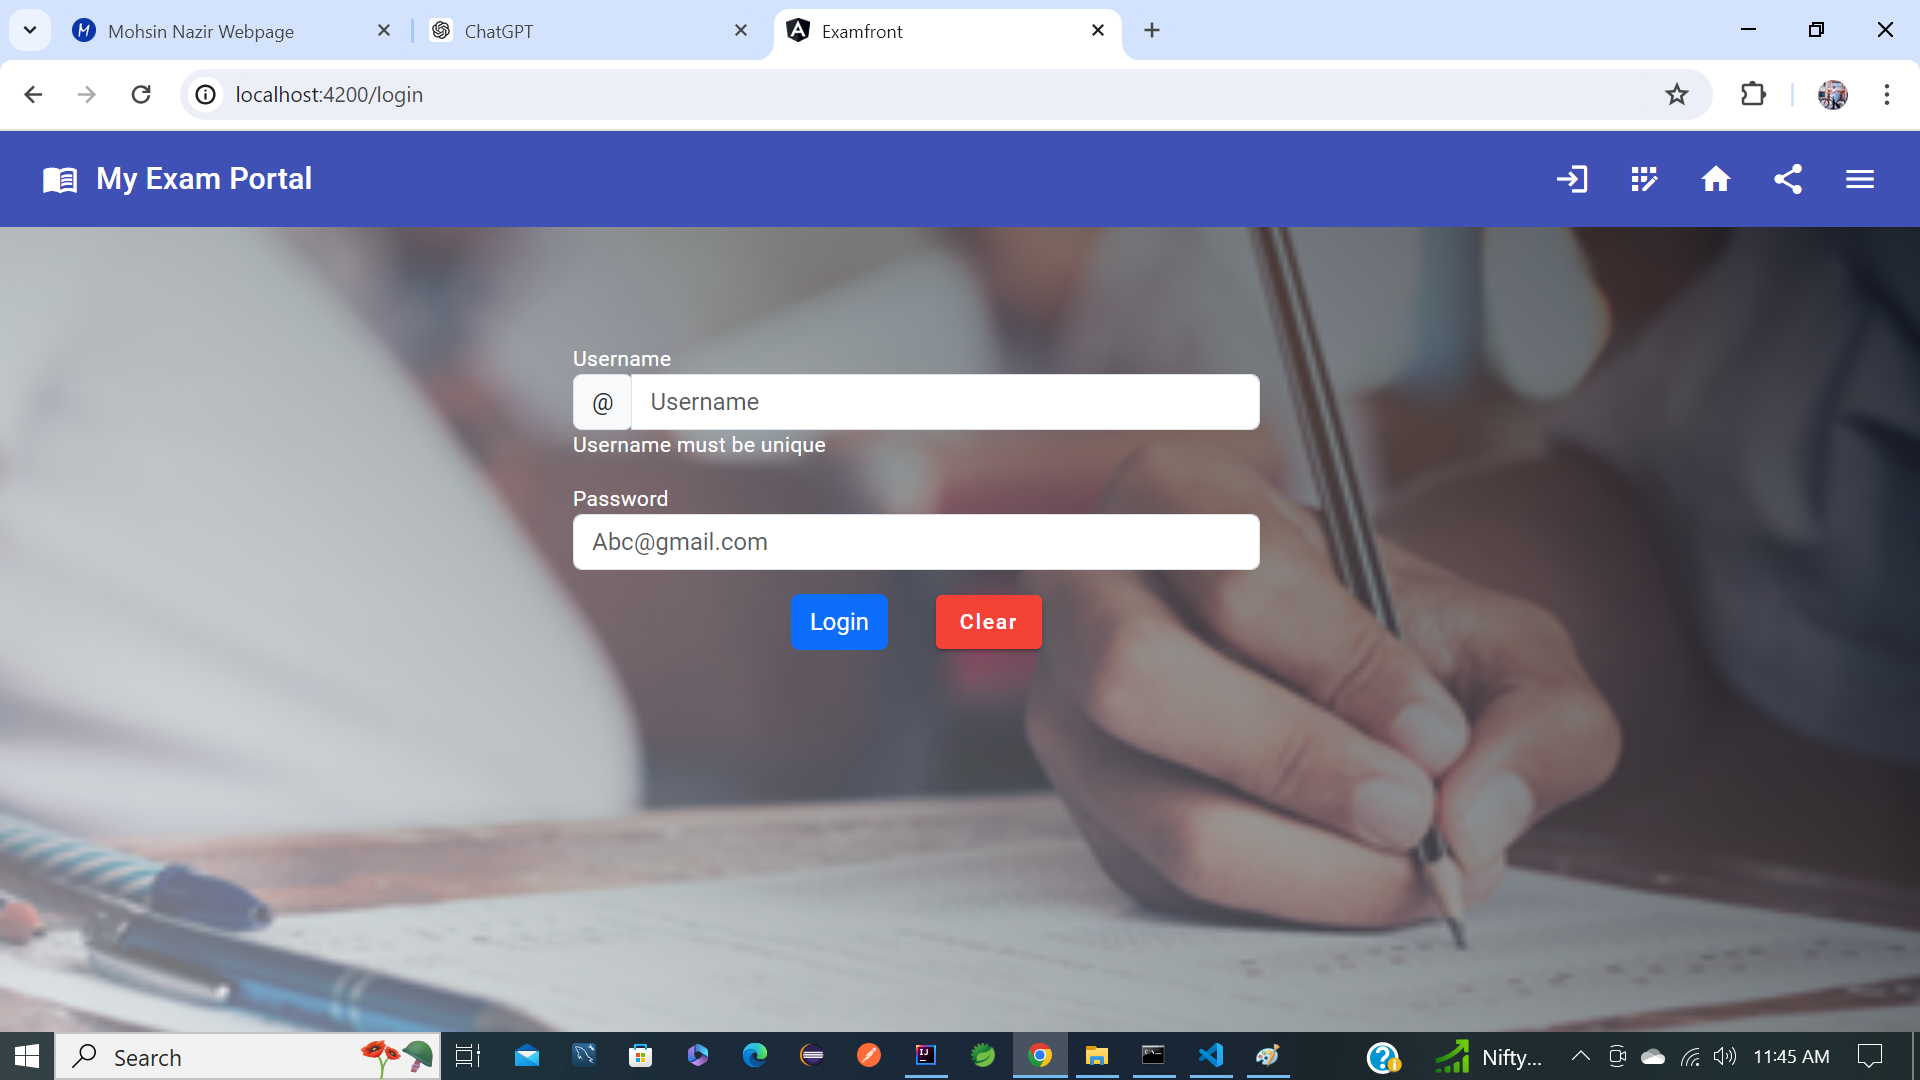 Mohsin Nazir Webpage
ChatGPT
Examfront
localhost:4200/login
My Exam Portal
Username
@ Username
Username must be unique
Password
Abc@gmail.com
Login Clear
Search
Nifty...
11:45 AM